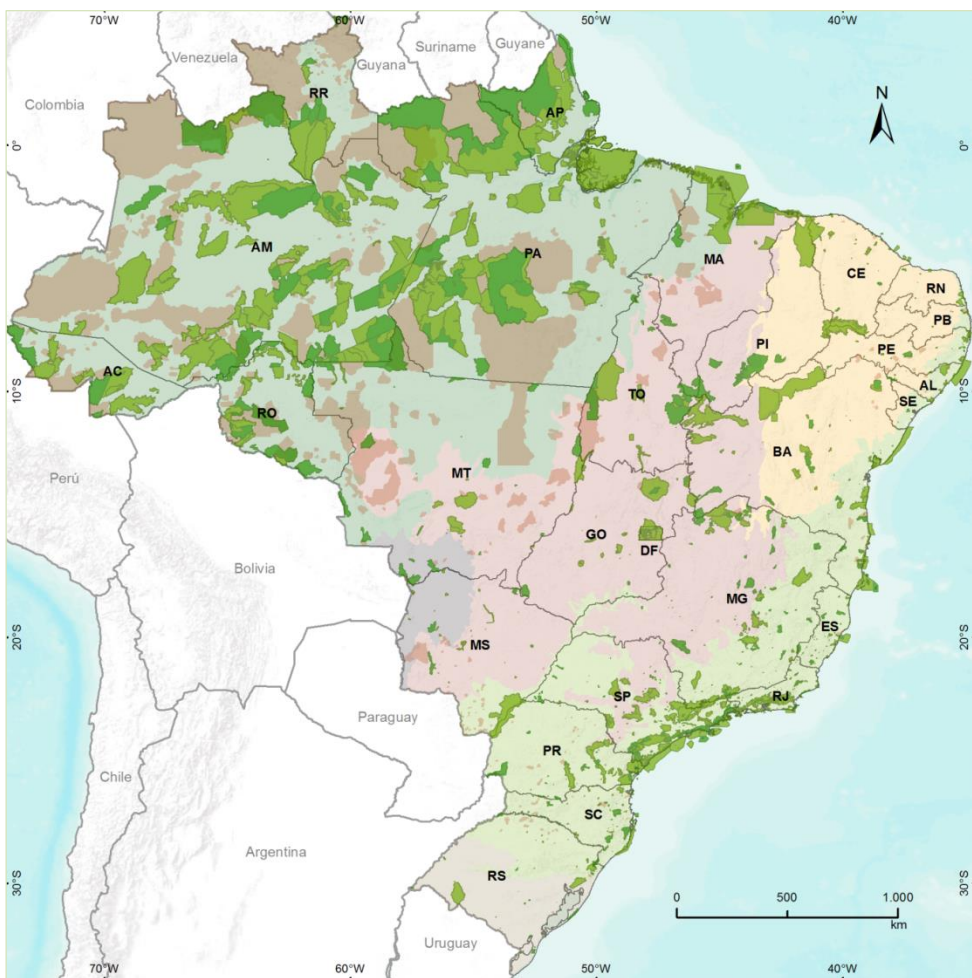 70°W
60°W
50°W
40°W
Venezuela
Suriname
Guyane
Guyana
Colombia
RR
AP
N
0°
0°
AM
PA
MA
CE
RN
PB
PI
PE
AC
AL
TO
SE
10°S
10°S
RO
BA
MT
Perú
GO
DF
Bolivia
MG
ES
20°S
20°S
MS
SP
RJ
Paraguay
PR
Chile
SC
Argentina
RS
30°S
30°S
0 500 1.000
km
Uruguay
70°W
60°W
50°W
40°W